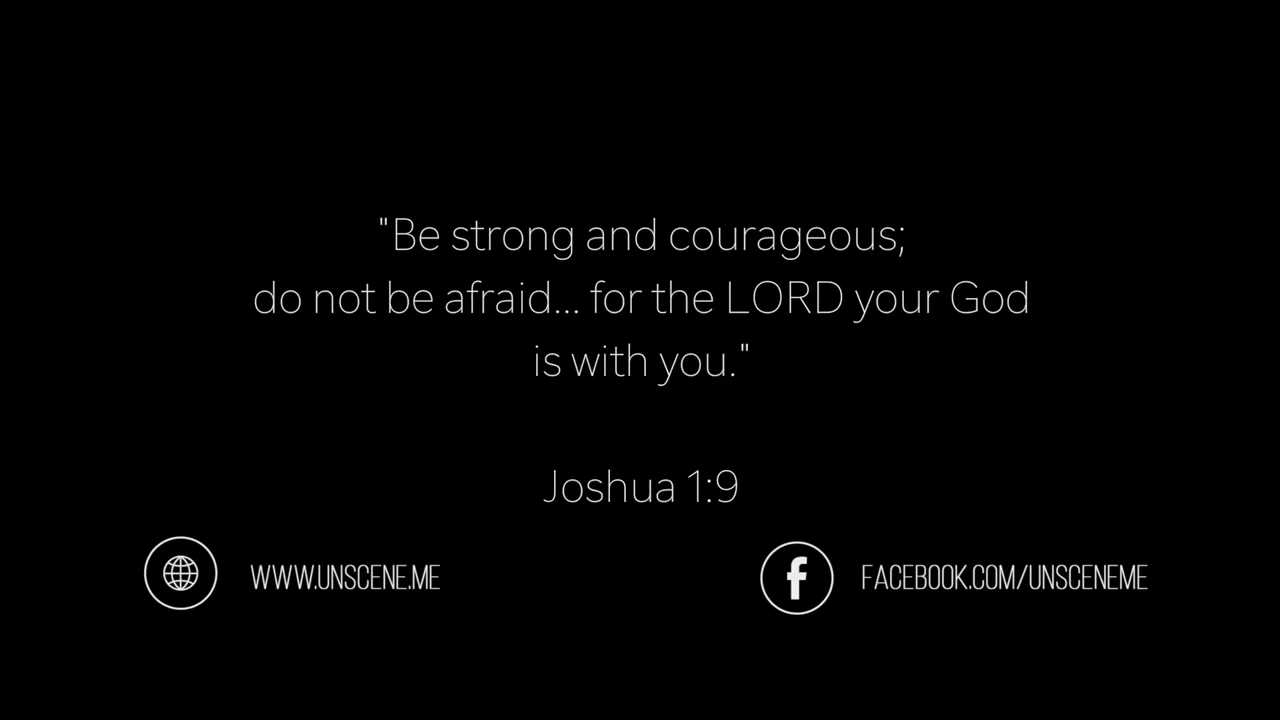 "Be strong and courageous;
do not be afraid... for the LORD your God
is with you."
Joshua 1:9
WWW.UNSCENE.ME
f FACEBOOK.COM/UNSCENEME